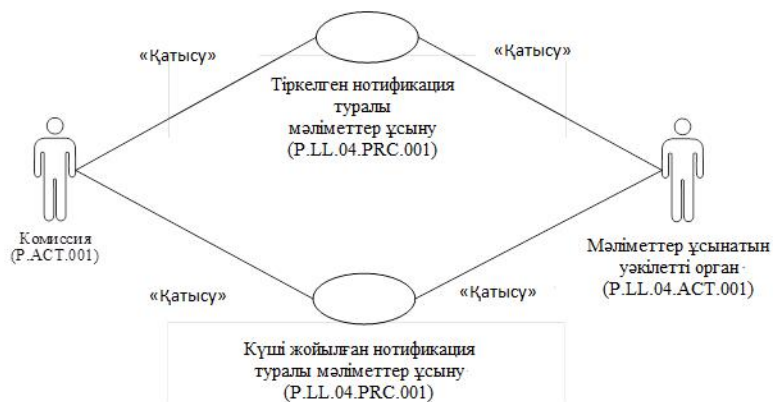 «Қатысу» «Қатысу»
Тіркелген нотификация
туралы
мәліметтер ұсыну
(P.LL.04.PRC.001)
Комиссия
(P.ACT.001)
Мәліметтер ұсынатын
уәкілетті орган
(P.LL.04.ACT.001)
«Қатысу» «Қатысу»
Күші жойылған нотификация
туралы мәліметтер ұсыну
(P.LL.04.PRC.001)